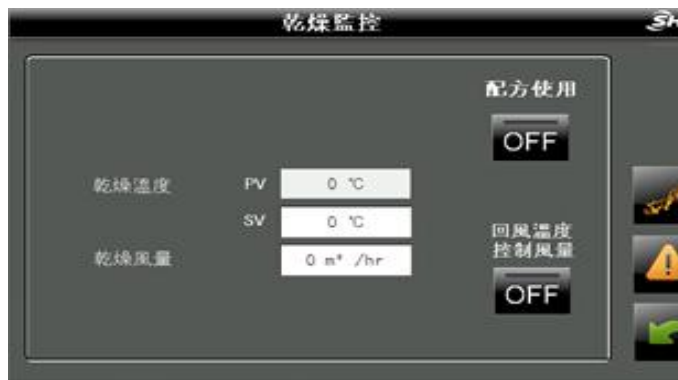 乾燥監控
配方使用
OFF
乾燥溫度 PV 0 ℃
SV 0 ℃
回風溫度
控制風量
乾燥風量 0 m³ /hr
OFF